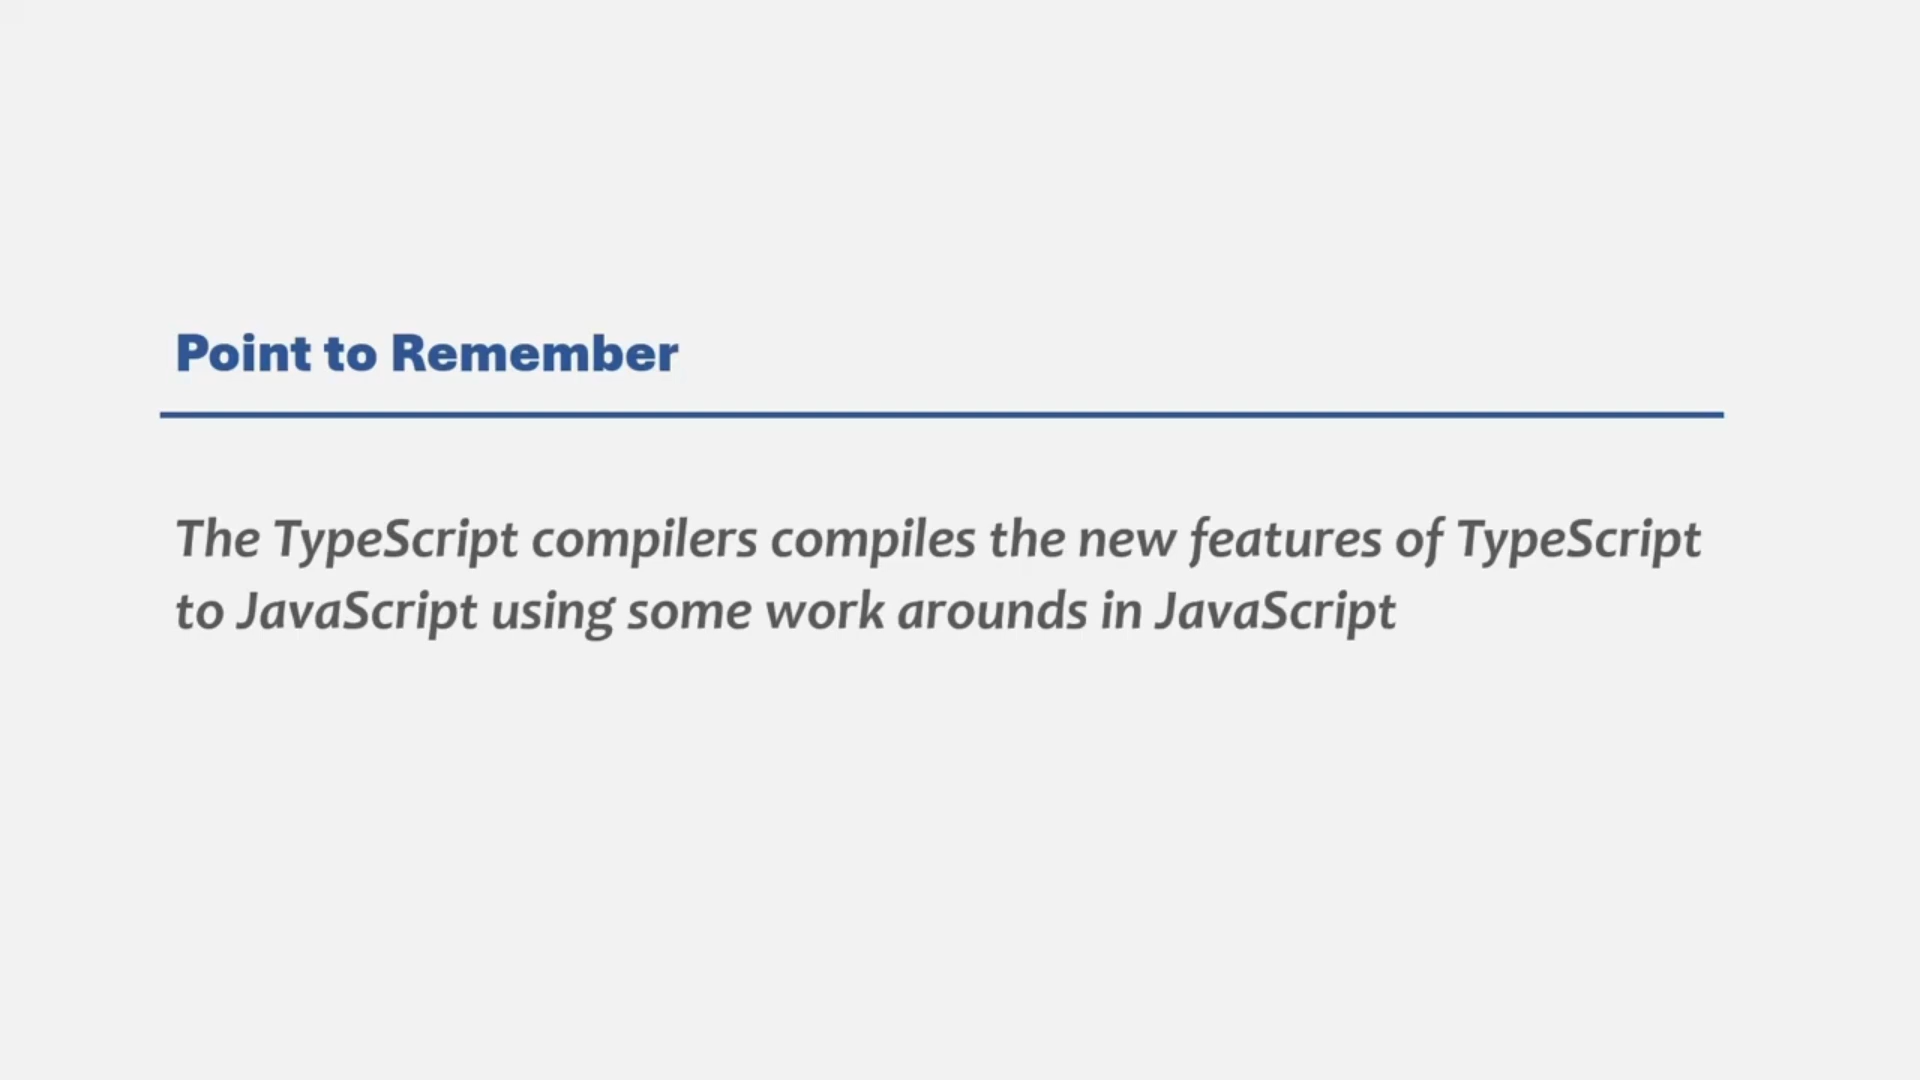 Point to Remember
The TypeScript compilers compiles the new features of TypeScript
to JavaScript using some work arounds in JavaScript